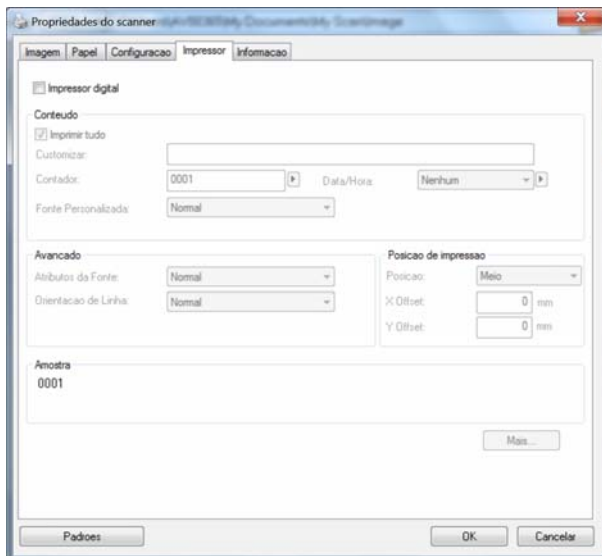 Propriedades do scanner
Imagem Papel Configuracao Impressor Informacao
Impressor digital
Conteudo
Imprimir tudo
Customizar:
Contador: 0001 Data/Hora: Nenhum
Fonte Personalizada: Normal
Avancado
Atributos da Fonte: Normal
Orientacao de Linha: Normal
Posicao de impressao
Posicao: Meio
X Offset: 0 mm
Y Offset: 0 mm
Amostra
0001
Mais...
Padroes OK Cancelar